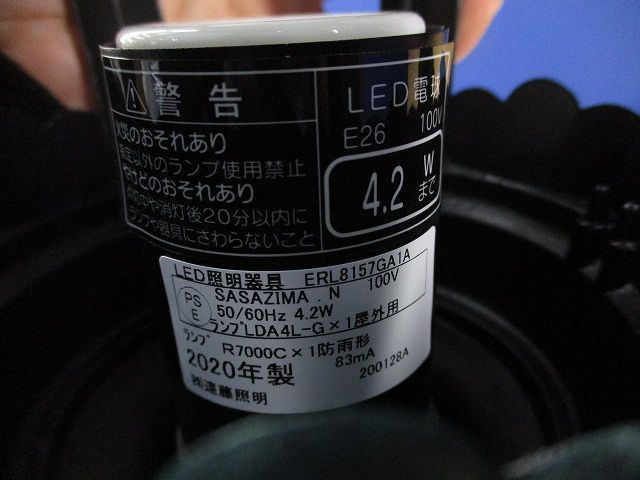 ⚠警告
火災のおそれあり
指定以外のランプ使用禁止
やけどのおそれあり
点灯中や消灯後20分以内に
ランプや器具にさわらないこと
LED電球
E26 100V
4.2Wまで
LED照明器具 ERL8157GA1A
PSE
SASAZIMA.N 100V
50/60Hz 4.2W
ランプLDA4L-G×1屋外用
ランプ R7000C×1防雨形
83mA
2020年製 200128A
㈱遠藤照明